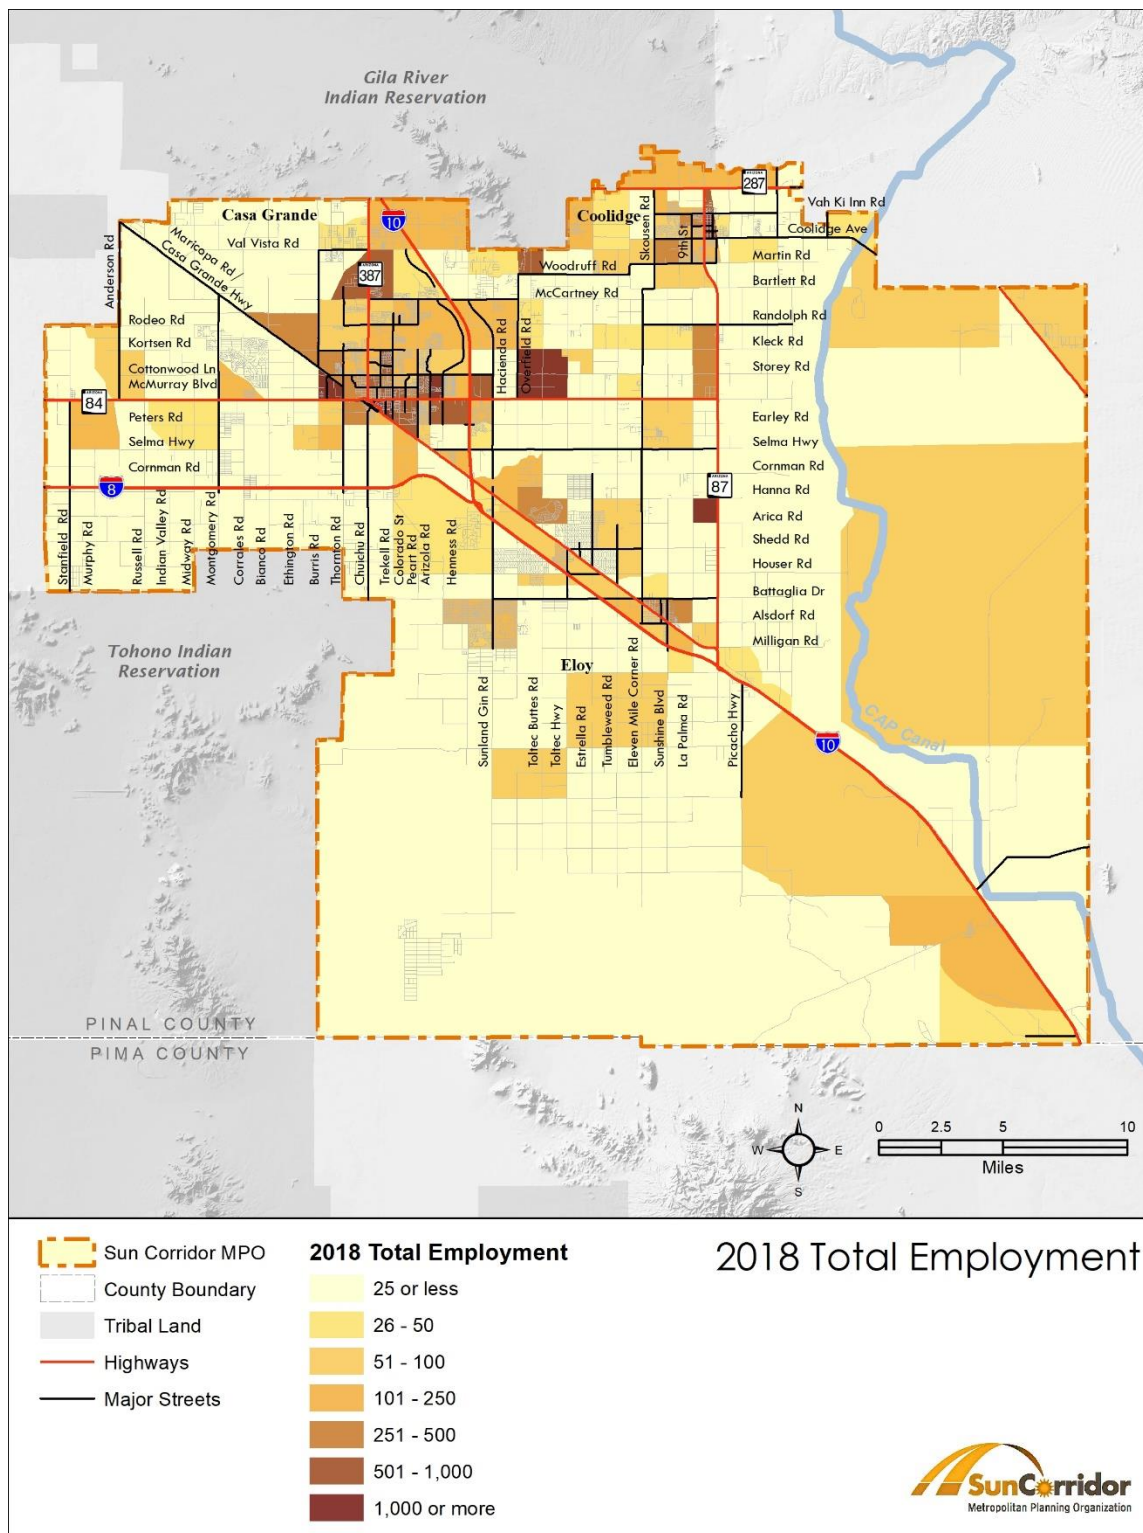 Gila River
Indian Reservation
ARIZONA
287
Vah Ki Inn Rd
Casa Grande
10
Coolidge
Skousen Rd
9th St
Coolidge Ave
Anderson Rd
Maricopa Rd/
Casa Grande Hwy
Val Vista Rd
ARIZONA
387
Woodruff Rd
Martin Rd
McCartney Rd
Bartlett Rd
Rodeo Rd
Randolph Rd
Kortsen Rd
Hacienda Rd
Overfield Rd
Kleck Rd
Cottonwood Ln
Storey Rd
McMurray Blvd
ARIZONA
84
Peters Rd
Earley Rd
Selma Hwy
Selma Hwy
Cornman Rd
Cornman Rd
8
ARIZONA
87
Hanna Rd
Arica Rd
Shedd Rd
Houser Rd
Battaglia Dr
Alsdorf Rd
Milligan Rd
Stanfield Rd
Murphy Rd
Russell Rd
Indian Valley Rd
Midway Rd
Montgomery Rd
Corrales Rd
Bianco Rd
Ethington Rd
Burris Rd
Thornton Rd
Chuichu Rd
Trekell Rd
Colorado St
Peart Rd
Arizola Rd
Henness Rd
Tohono Indian
Reservation
Eloy
Sunland Gin Rd
Toltec Buttes Rd
Toltec Hwy
Estrella Rd
Tumbleweed Rd
Eleven Mile Corner Rd
Sunshine Blvd
La Palma Rd
Picacho Hwy
10
CAP Canal
PINAL COUNTY
PIMA COUNTY
N
W
E
S
0 2.5 5 10
Miles
2018 Total Employment
Sun Corridor MPO
County Boundary
Tribal Land
Highways
Major Streets
2018 Total Employment
25 or less
26 - 50
51 - 100
101 - 250
251 - 500
501 - 1,000
1,000 or more
SunCorridor
Metropolitan Planning Organization